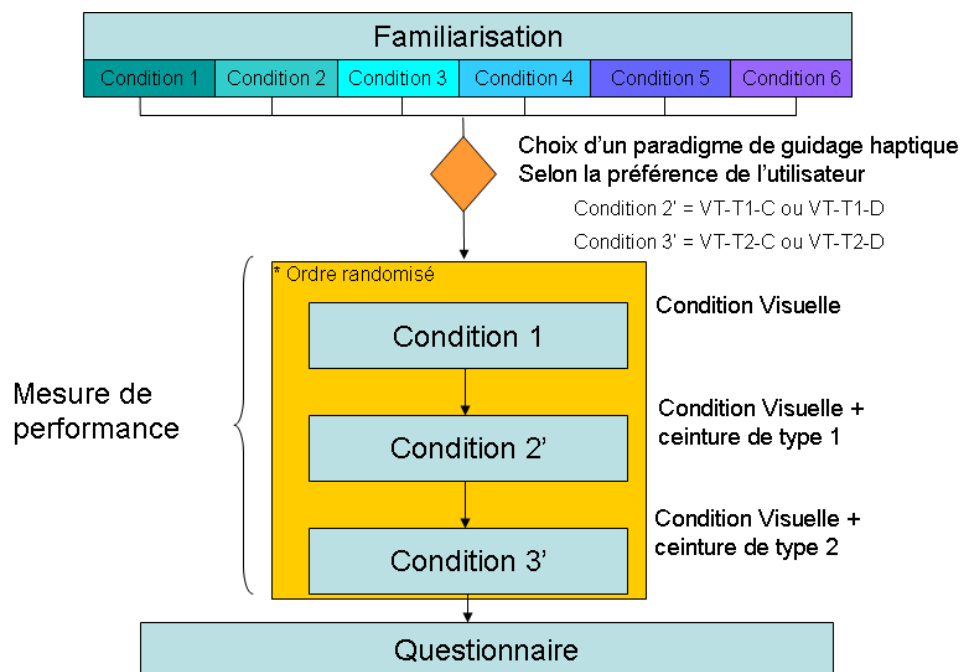 Familiarisation
Condition 1 Condition 2 Condition 3 Condition 4 Condition 5 Condition 6
Choix d'un paradigme de guidage haptique
Selon la préférence de l'utilisateur
Condition 2' = VT-T1-C ou VT-T1-D
Condition 3' = VT-T2-C ou VT-T2-D
* Ordre randomisé
Condition Visuelle
Condition 1
Mesure de
performance
Condition Visuelle +
ceinture de type 1
Condition 2'
Condition Visuelle +
ceinture de type 2
Condition 3'
Questionnaire